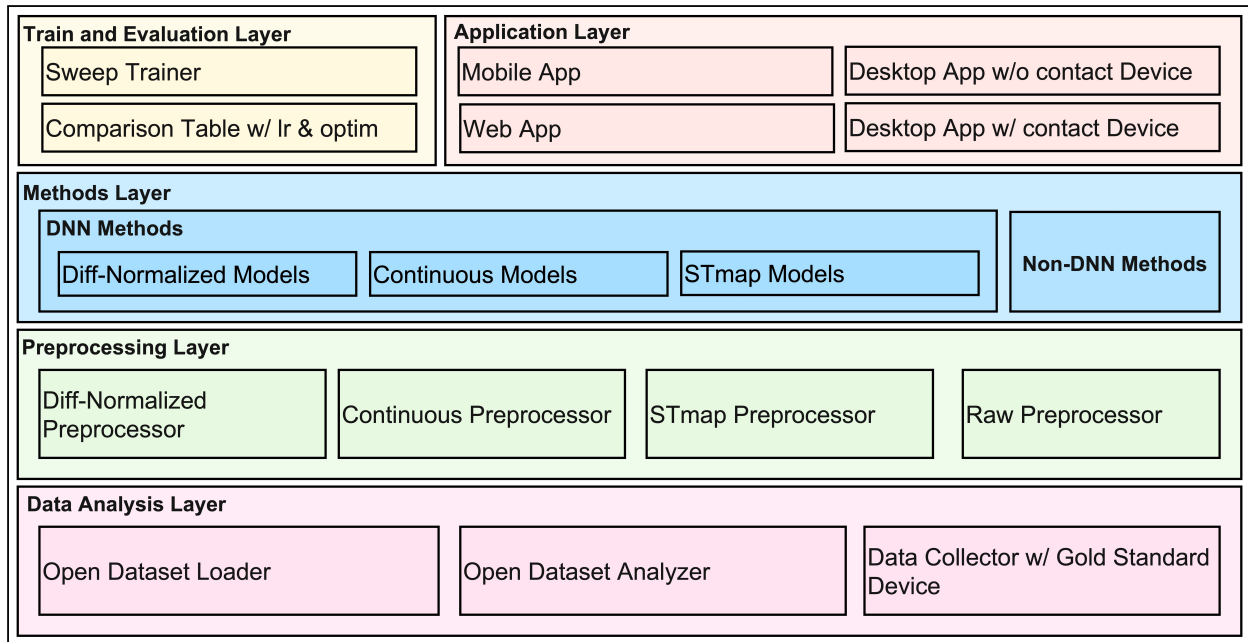 Train and Evaluation Layer
Sweep Trainer
Comparison Table w/ lr & optim
Application Layer
Mobile App
Desktop App w/o contact Device
Web App
Desktop App w/ contact Device
Methods Layer
DNN Methods
Diff-Normalized Models
Continuous Models
STmap Models
Non-DNN Methods
Preprocessing Layer
Diff-Normalized
Preprocessor
Continuous Preprocessor
STmap Preprocessor
Raw Preprocessor
Data Analysis Layer
Open Dataset Loader
Open Dataset Analyzer
Data Collector w/ Gold Standard
Device